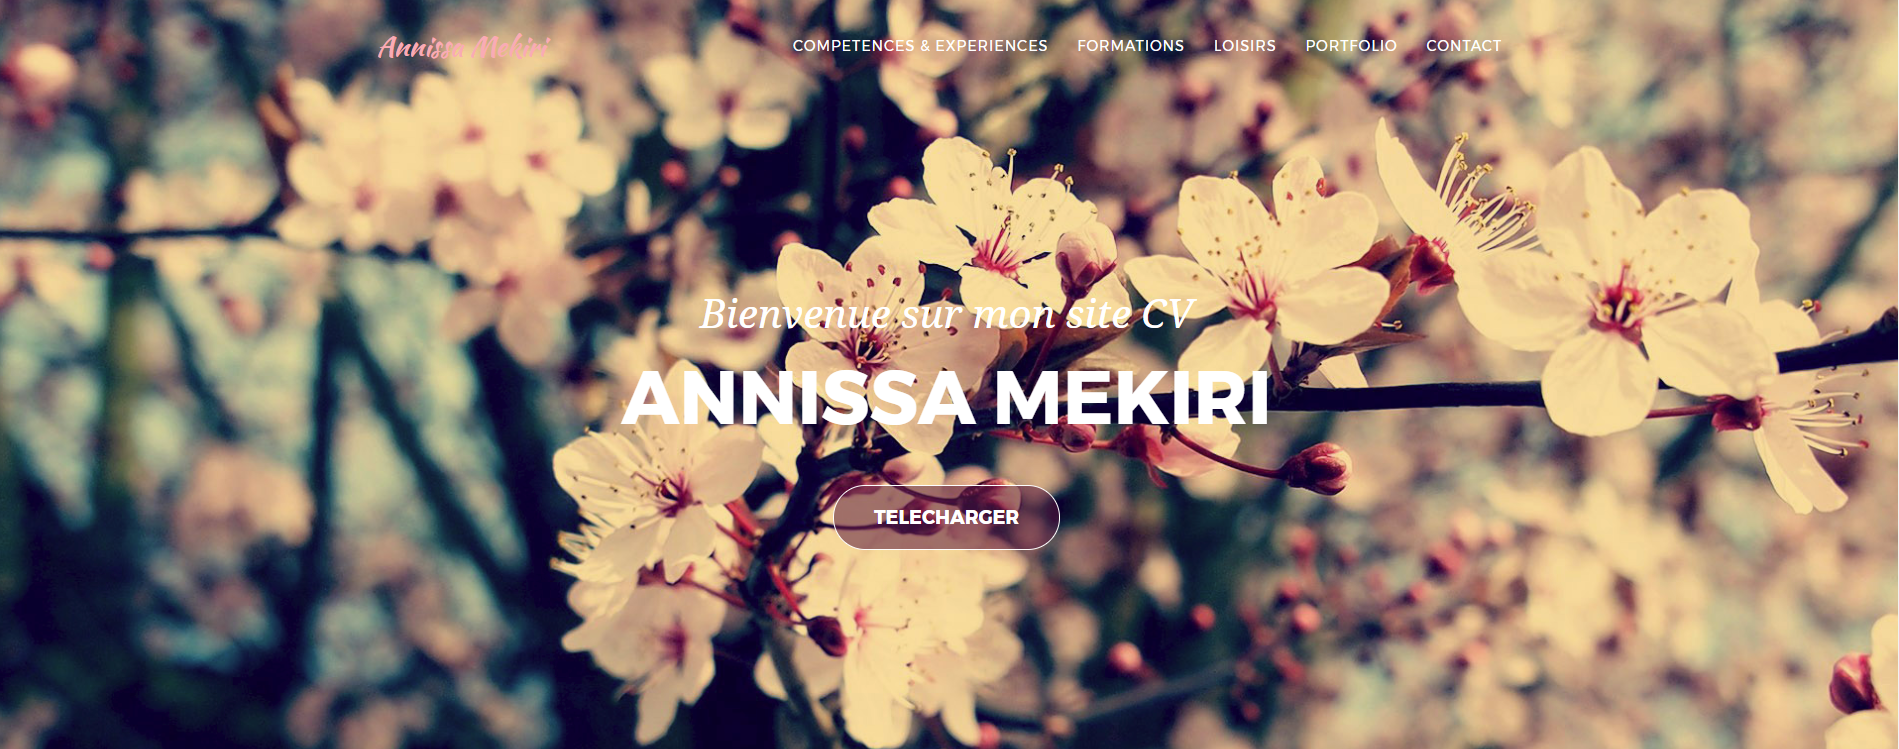 Annissa Mekiri
COMPETENCES & EXPERIENCES FORMATIONS LOISIRS PORTFOLIO CONTACT
Bienvenue sur mon site CV
ANNISSA MEKIRI
TELECHARGER